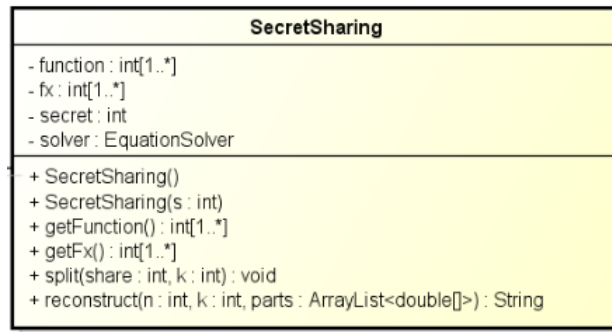 SecretSharing
- function : int[1..*]
- fx : int[1..*]
- secret : int
- solver : EquationSolver
+ SecretSharing()
+ SecretSharing(s : int)
+ getFunction() : int[1..*]
+ getFx() : int[1..*]
+ split(share : int, k : int) : void
+ reconstruct(n : int, k : int, parts : ArrayList<double[]>) : String